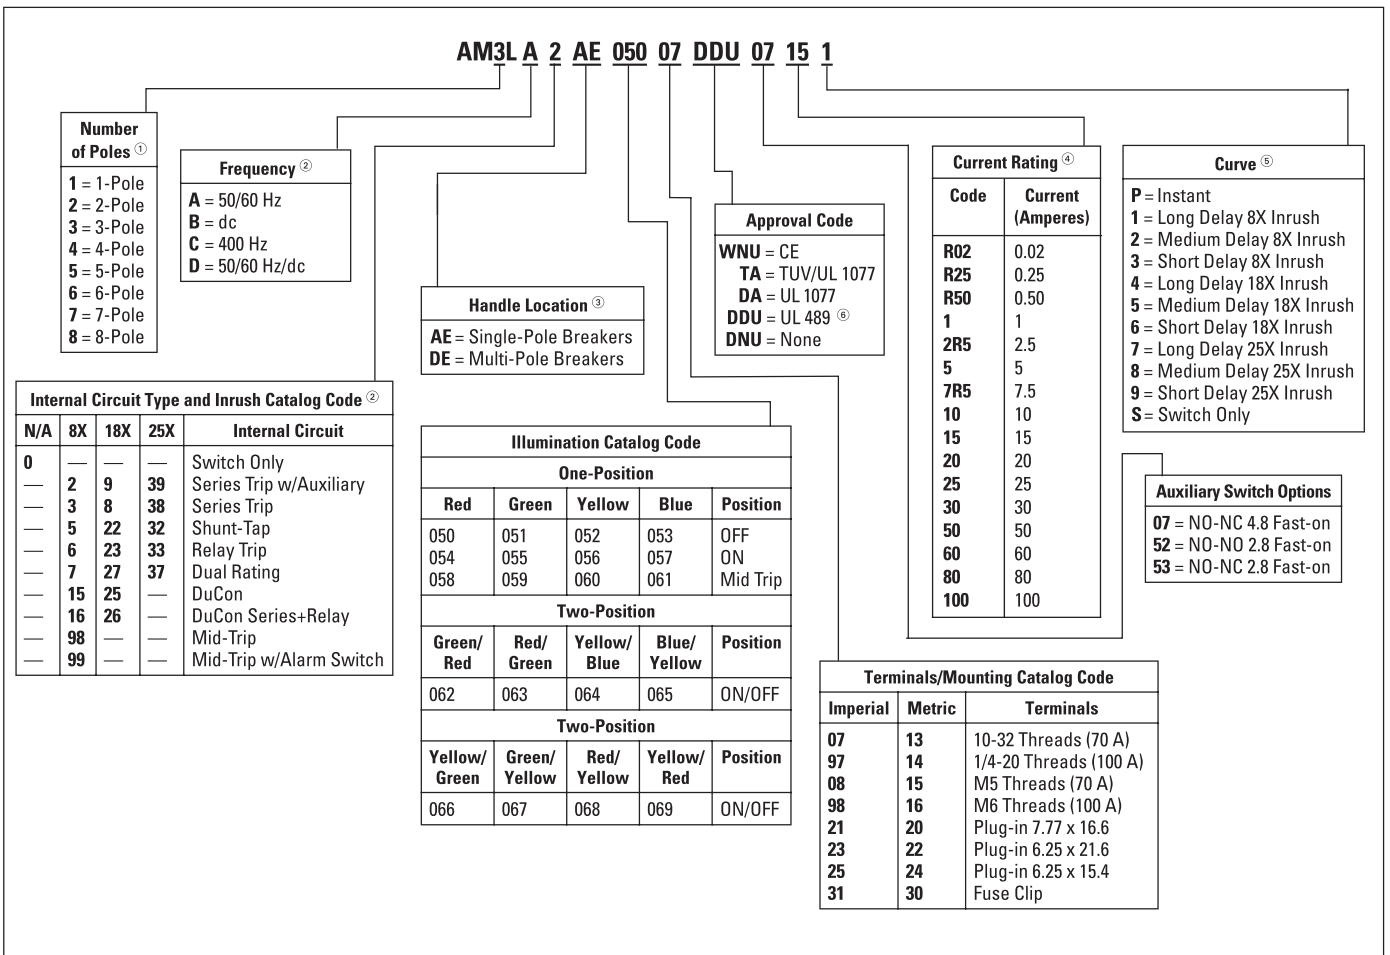 AM3L A 2 AE 050 07 DDU 07 15 1
Number
of Poles ①
1 = 1-Pole
2 = 2-Pole
3 = 3-Pole
4 = 4-Pole
5 = 5-Pole
6 = 6-Pole
7 = 7-Pole
8 = 8-Pole
Frequency ②
A = 50/60 Hz
B = dc
C = 400 Hz
D = 50/60 Hz/dc
Internal Circuit Type and Inrush Catalog Code ②
N/A 8X 18X 25X Internal Circuit
0 — — — Switch Only
— 2 9 39 Series Trip w/Auxiliary
— 3 8 38 Series Trip
— 5 22 32 Shunt-Tap
— 6 23 33 Relay Trip
— 7 27 37 Dual Rating
— 15 25 — DuCon
— 16 26 — DuCon Series+Relay
— 98 — — Mid-Trip
— 99 — — Mid-Trip w/Alarm Switch
Handle Location ③
AE = Single-Pole Breakers
DE = Multi-Pole Breakers
Illumination Catalog Code
One-Position
Red Green Yellow Blue Position
050 051 052 053 OFF
054 055 056 057 ON
058 059 060 061 Mid Trip
Two-Position
Green/ Red/ Yellow/ Blue/ Position
Red Green Blue Yellow
062 063 064 065 ON/OFF
Two-Position
Yellow/ Green/ Red/ Yellow/ Position
Green Yellow Yellow Red
066 067 068 069 ON/OFF
Approval Code
WNU = CE
TA = TUV/UL 1077
DA = UL 1077
DDU = UL 489 ⑥
DNU = None
Current Rating ④
Code Current
(Amperes)
R02 0.02
R25 0.25
R50 0.50
1 1
2R5 2.5
5 5
7R5 7.5
10 10
15 15
20 20
25 25
30 30
50 50
60 60
80 80
100 100
Curve ⑤
P = Instant
1 = Long Delay 8X Inrush
2 = Medium Delay 8X Inrush
3 = Short Delay 8X Inrush
4 = Long Delay 18X Inrush
5 = Medium Delay 18X Inrush
6 = Short Delay 18X Inrush
7 = Long Delay 25X Inrush
8 = Medium Delay 25X Inrush
9 = Short Delay 25X Inrush
S = Switch Only
Auxiliary Switch Options
07 = NO-NC 4.8 Fast-on
52 = NO-NO 2.8 Fast-on
53 = NO-NC 2.8 Fast-on
Terminals/Mounting Catalog Code
Imperial Metric Terminals
07 13 10-32 Threads (70 A)
97 14 1/4-20 Threads (100 A)
08 15 M5 Threads (70 A)
98 16 M6 Threads (100 A)
21 20 Plug-in 7.77 x 16.6
23 22 Plug-in 6.25 x 21.6
25 24 Plug-in 6.25 x 15.4
31 30 Fuse Clip